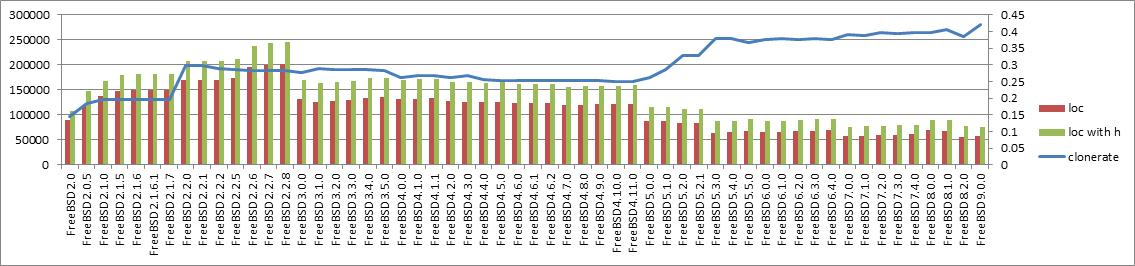 300000
250000
200000
150000
100000
50000
0
0.45
0.4
0.35
0.3
0.25
0.2
0.15
0.1
0.05
0
FreeBSD2.0
FreeBSD2.0.5
FreeBSD2.1.0
FreeBSD2.1.5
FreeBSD2.1.6
FreeBSD2.1.6.1
FreeBSD2.1.7
FreeBSD2.2.0
FreeBSD2.2.1
FreeBSD2.2.2
FreeBSD2.2.5
FreeBSD2.2.6
FreeBSD2.2.7
FreeBSD2.2.8
FreeBSD3.0.0
FreeBSD3.1.0
FreeBSD3.2.0
FreeBSD3.3.0
FreeBSD3.4.0
FreeBSD3.5.0
FreeBSD4.0.0
FreeBSD4.1.0
FreeBSD4.1.1
FreeBSD4.2.0
FreeBSD4.3.0
FreeBSD4.4.0
FreeBSD4.5.0
FreeBSD4.6.0
FreeBSD4.6.1
FreeBSD4.6.2
FreeBSD4.7.0
FreeBSD4.8.0
FreeBSD4.9.0
FreeBSD4.10.0
FreeBSD4.11.0
FreeBSD5.0.0
FreeBSD5.1.0
FreeBSD5.2.0
FreeBSD5.2.1
FreeBSD5.3.0
FreeBSD5.4.0
FreeBSD5.5.0
FreeBSD6.0.0
FreeBSD6.1.0
FreeBSD6.2.0
FreeBSD6.3.0
FreeBSD6.4.0
FreeBSD7.0.0
FreeBSD7.1.0
FreeBSD7.2.0
FreeBSD7.3.0
FreeBSD7.4.0
FreeBSD8.0.0
FreeBSD8.1.0
FreeBSD8.2.0
FreeBSD9.0.0
loc
loc with h
clonerate